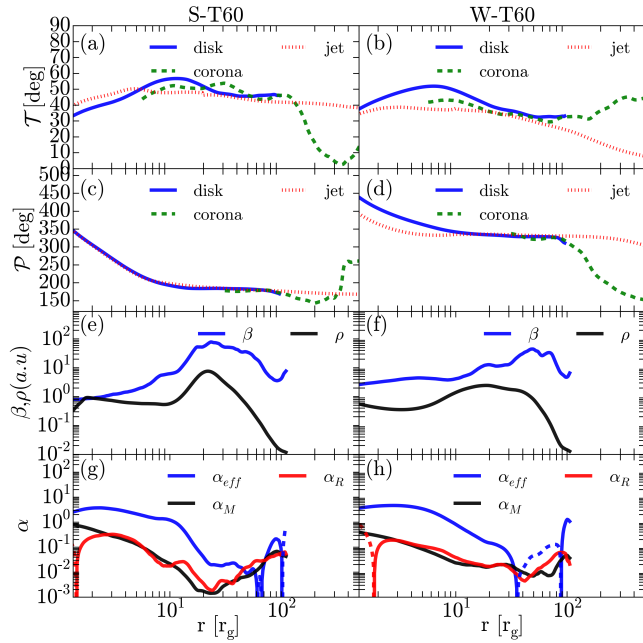 S-T60 W-T60
(a) disk jet
corona
(b) disk jet
corona
𝒯 [deg]
90
80
70
60
50
40
30
20
10
0
(c) disk jet
corona
(d) disk jet
corona
𝒫 [deg]
450
400
350
300
250
200
150
(e) β ρ
(f) β ρ
β,ρ(a.u)
10²
10¹
10⁰
10⁻¹
10⁻²
(g) α_eff α_R
α_M
(h) α_eff α_R
α_M
α
10²
10¹
10⁰
10⁻¹
10⁻²
10⁻³
10¹ 10² 10¹ 10²
r [r_g] r [r_g]